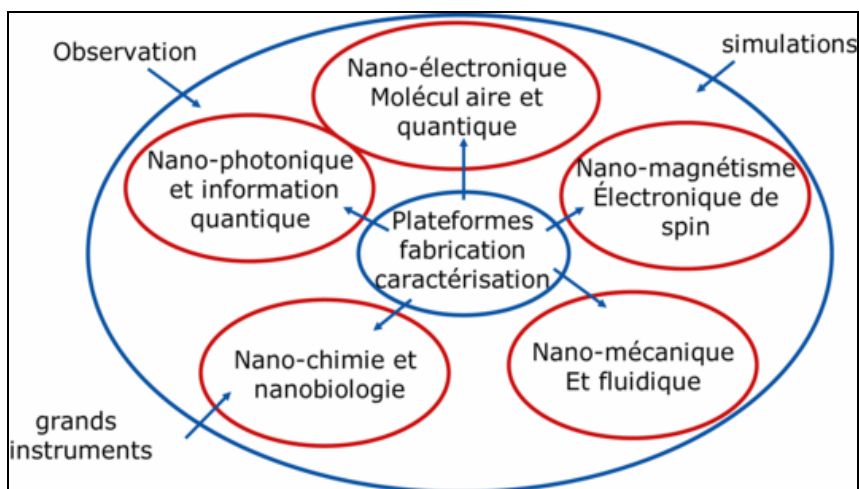 Observation
simulations
Nano-électronique
Molécul aire et
quantique
Nano-photonique
et information
quantique
Nano-magnétisme
Électronique de
spin
Plateformes
fabrication
caractérisation
Nano-chimie et
nanobiologie
Nano-mécanique
Et fluidique
grands
instruments